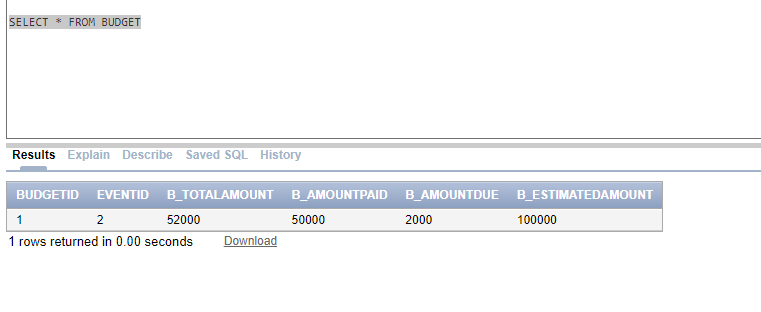 SELECT * FROM BUDGET
Results Explain Describe Saved SQL History
BUDGETID EVENTID B_TOTALAMOUNT B_AMOUNTPAID B_AMOUNTDUE B_ESTIMATEDAMOUNT
1 2 52000 50000 2000 100000
1 rows returned in 0.00 seconds Download